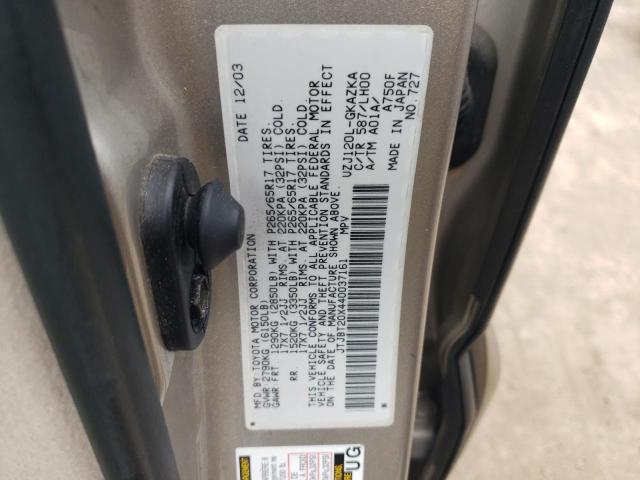 MFD.BY:TOYOTA MOTOR CORPORATION DATE 12/03
GVWR 2790KG (6150LB)
GAWR FRT 1290KG (2850LB) WITH P265/65R17 TIRES.
17X7 1/2JJ RIMS. AT 220KPA (32PSI) COLD.
RR 1520KG (3350LB) WITH P265/65R17 TIRES.
17X7 1/2JJ RIMS. AT 220KPA (32PSI) COLD.
THIS VEHICLE CONFORMS TO ALL APPLICABLE FEDERAL MOTOR
VEHICLE SAFETY AND THEFT PREVENTION STANDARDS IN EFFECT
ON THE DATE OF MANUFACTURE SHOWN ABOVE.
JTJBT20X440037161 MPV
UZJ120L-GKAZKA
C/TR 587/LH00
A/TM A01A/ A750F
MADE IN JAPAN
NO.727
UG